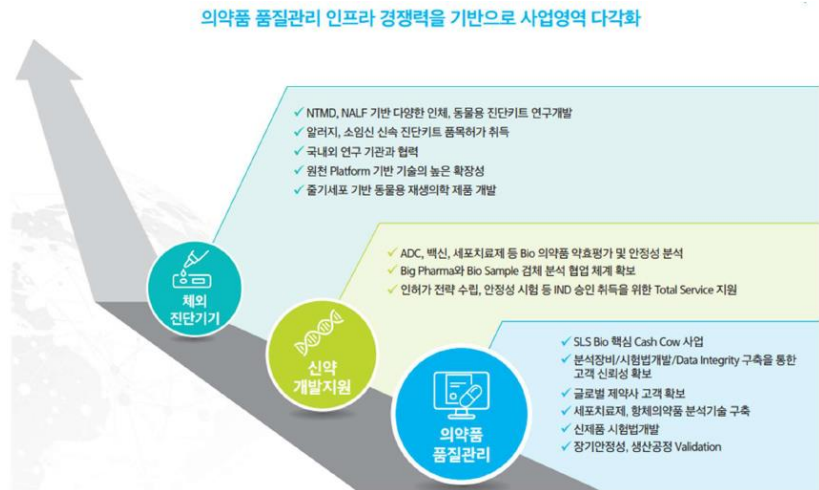 의약품 품질관리 인프라 경쟁력을 기반으로 사업영역 다각화
✓ NTMD, NALF 기반 다양한 인체, 동물용 진단키트 연구개발
✓ 알러지, 소임신 신속 진단키트 품목허가 취득
✓ 국내외 연구 기관과 협력
✓ 원천 Platform 기반 기술의 높은 확장성
✓ 줄기세포 기반 동물용 재생의학 제품 개발
체외
진단기기
✓ ADC, 백신, 세포치료제 등 Bio 의약품 약효평가 및 안정성 분석
✓ Big Pharma와 Bio Sample 검체 분석 협업 체계 확보
✓ 인허가 전략 수립, 안정성 시험 등 IND 승인 취득을 위한 Total Service 지원
신약
개발지원
✓ SLS Bio 핵심 Cash Cow 사업
✓ 분석장비/시험법개발/Data Integrity 구축을 통한
고객 신뢰성 확보
✓ 글로벌 제약사 고객 확보
✓ 세포치료제, 항체의약품 분석기술 구축
✓ 신제품 시험법개발
✓ 장기안정성, 생산공정 Validation
의약품
품질관리